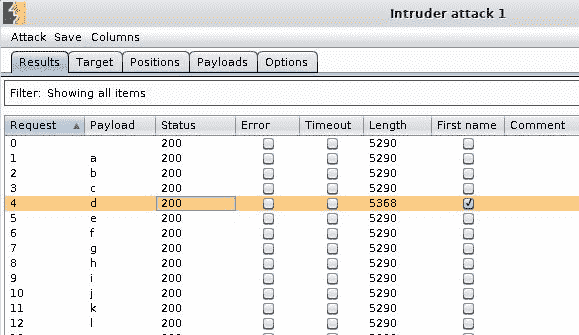 Intruder attack 1
Attack Save Columns
Results Target Positions Payloads Options
Filter: Showing all items
Request Payload Status Error Timeout Length First name Comment
0 200 5290
1 a 200 5290
2 b 200 5290
3 c 200 5290
4 d 200 5368
5 e 200 5290
6 f 200 5290
7 g 200 5290
8 h 200 5290
9 i 200 5290
10 j 200 5290
11 k 200 5290
12 l 200 5290